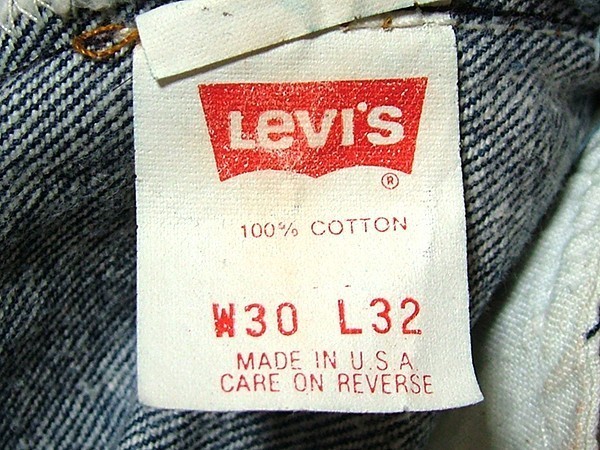 Levi's ®
100% COTTON
W30 L32
MADE IN U.S.A
CARE ON REVERSE